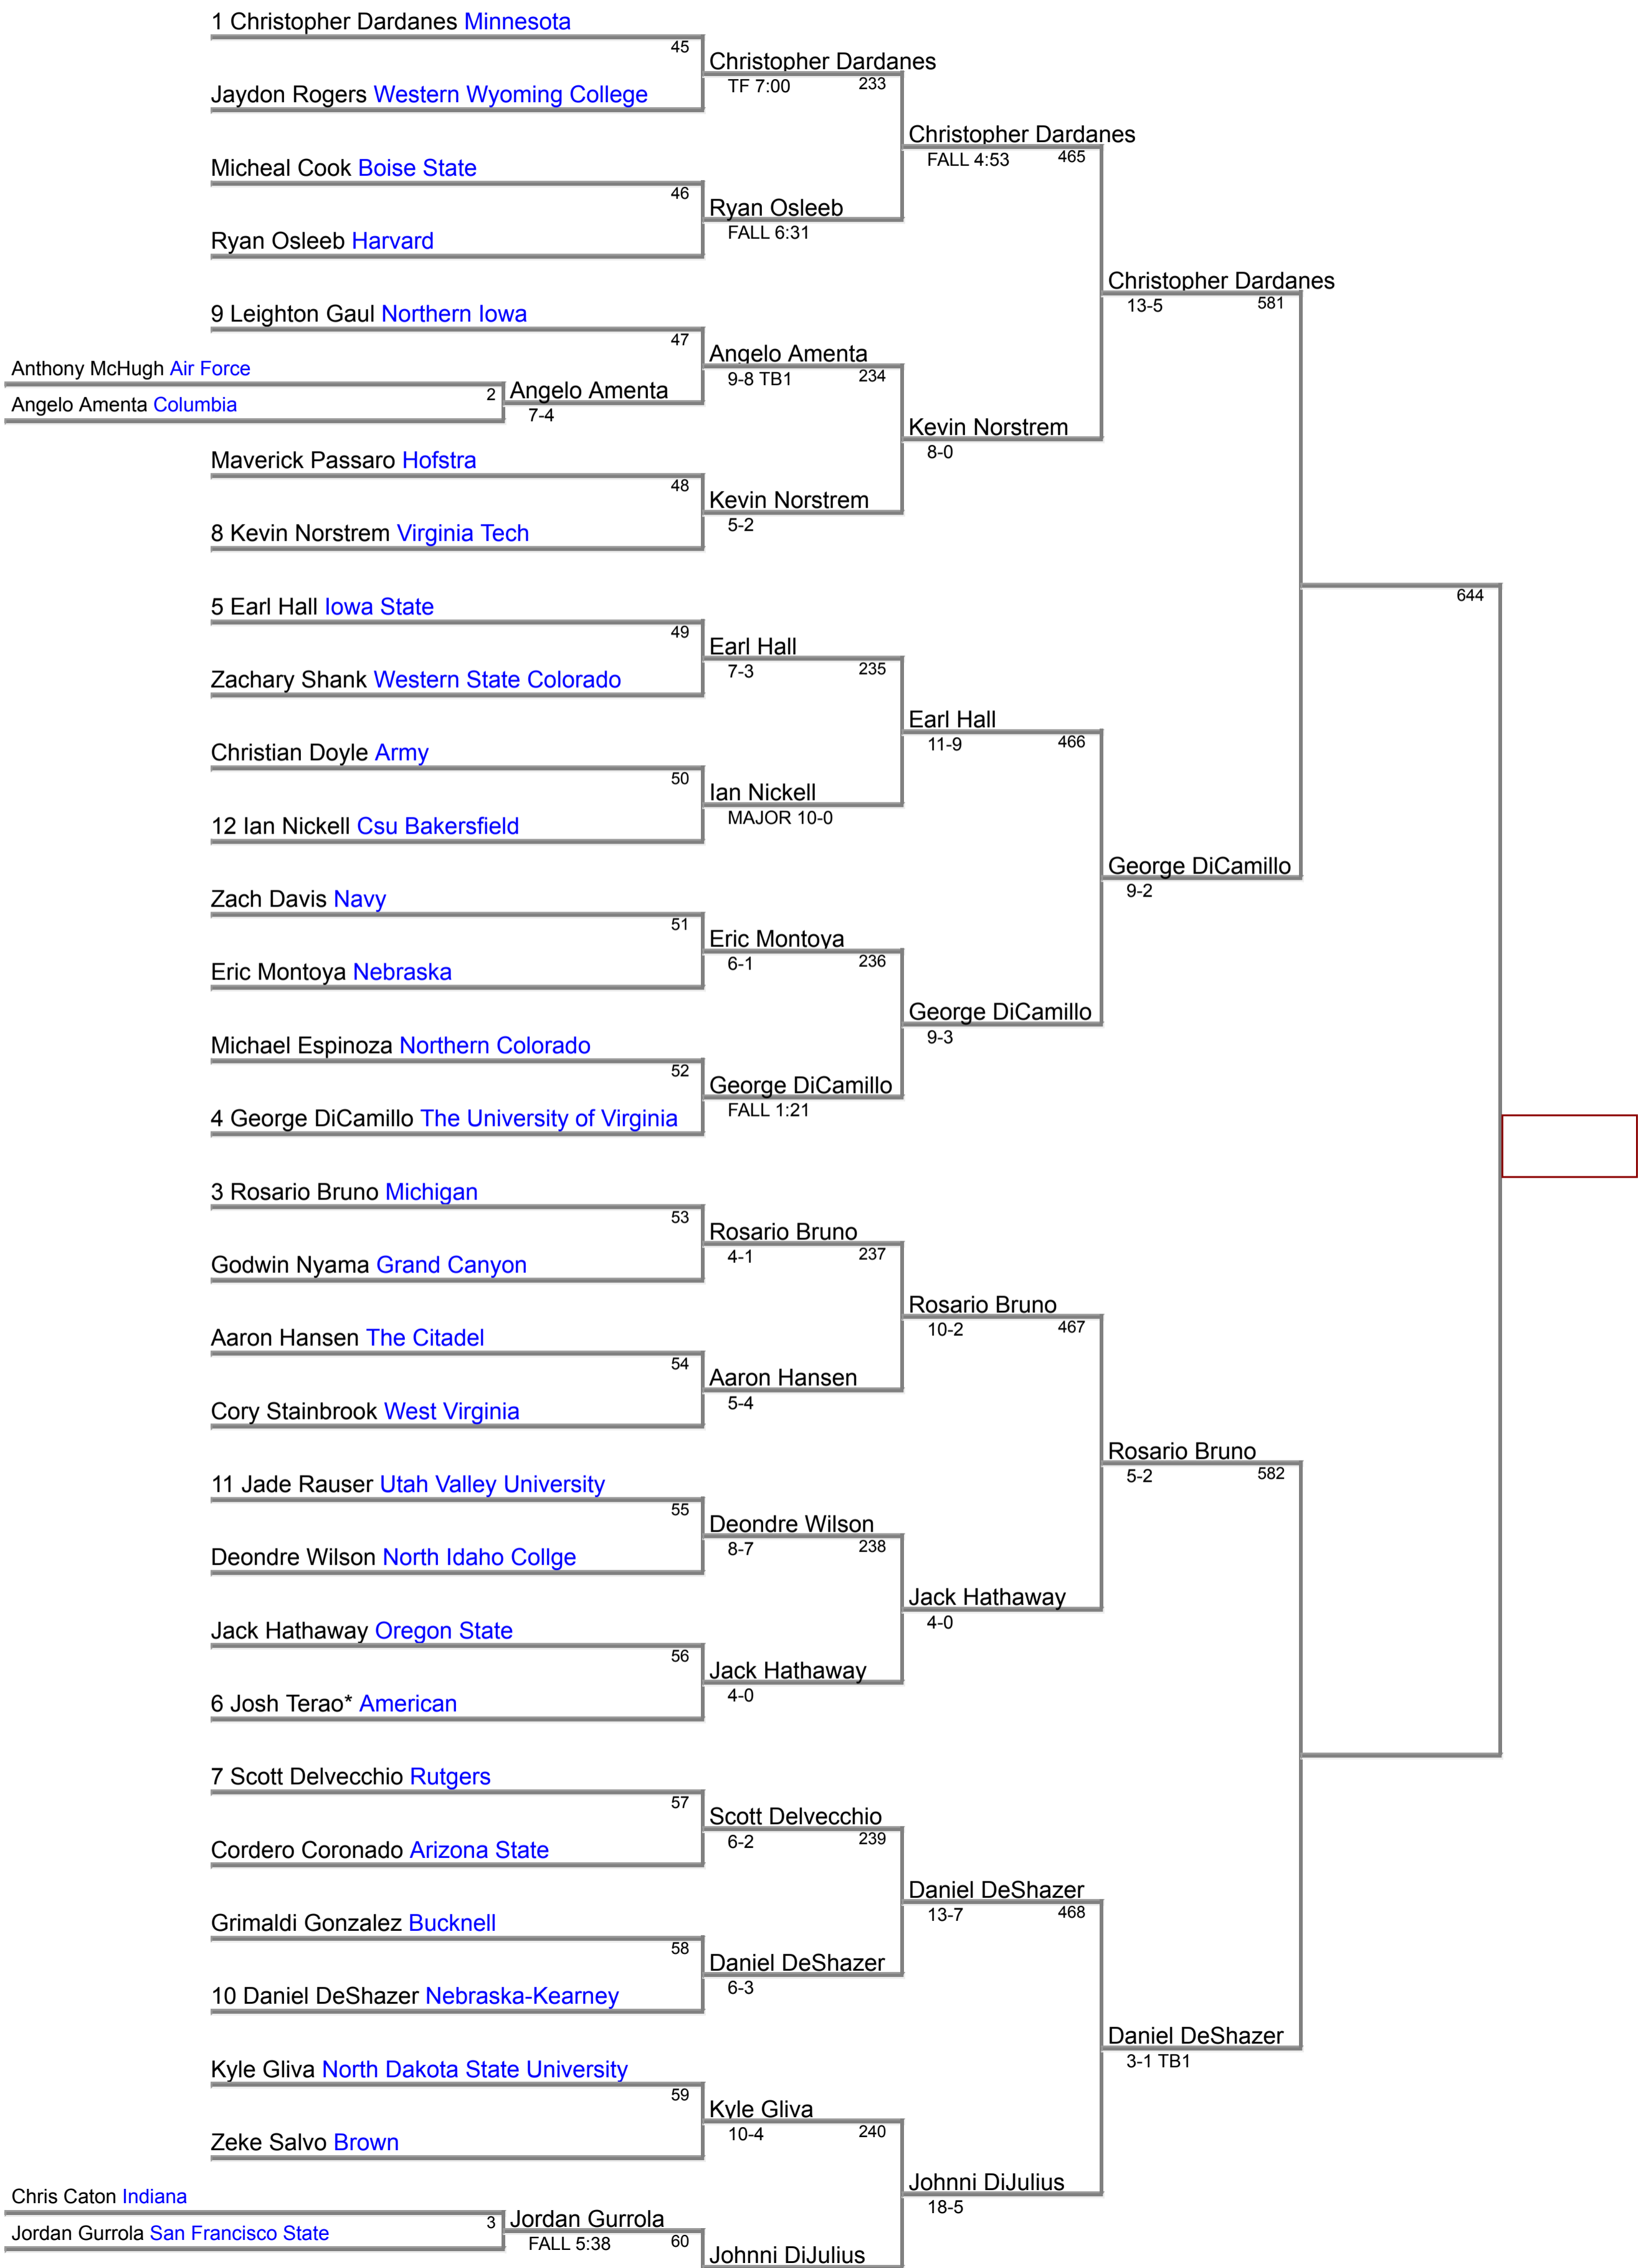 1 Christopher Dardanes Minnesota
45
Christopher Dardanes
TF 7:00 233
Jaydon Rogers Western Wyoming College
Christopher Dardanes
FALL 4:53 465
Micheal Cook Boise State
46
Ryan Osleeb
FALL 6:31
Ryan Osleeb Harvard
Christopher Dardanes
13-5 581
9 Leighton Gaul Northern Iowa
47
Angelo Amenta
9-8 TB1 234
Anthony McHugh Air Force
2
Angelo Amenta
7-4
Angelo Amenta Columbia
Kevin Norstrem
8-0
Maverick Passaro Hofstra
48
Kevin Norstrem
5-2
8 Kevin Norstrem Virginia Tech
644
5 Earl Hall Iowa State
49
Earl Hall
7-3 235
Zachary Shank Western State Colorado
Earl Hall
11-9 466
Christian Doyle Army
50
Ian Nickell
MAJOR 10-0
12 Ian Nickell Csu Bakersfield
George DiCamillo
9-2
Zach Davis Navy
51
Eric Montoya
6-1 236
Eric Montoya Nebraska
George DiCamillo
9-3
Michael Espinoza Northern Colorado
52
George DiCamillo
FALL 1:21
4 George DiCamillo The University of Virginia
3 Rosario Bruno Michigan
53
Rosario Bruno
4-1 237
Godwin Nyama Grand Canyon
Rosario Bruno
10-2 467
Aaron Hansen The Citadel
54
Aaron Hansen
5-4
Cory Stainbrook West Virginia
Rosario Bruno
5-2 582
11 Jade Rauser Utah Valley University
55
Deondre Wilson
8-7 238
Deondre Wilson North Idaho Collge
Jack Hathaway
4-0
Jack Hathaway Oregon State
56
Jack Hathaway
4-0
6 Josh Terao* American
7 Scott Delvecchio Rutgers
57
Scott Delvecchio
6-2 239
Cordero Coronado Arizona State
Daniel DeShazer
13-7 468
Grimaldi Gonzalez Bucknell
58
Daniel DeShazer
6-3
10 Daniel DeShazer Nebraska-Kearney
Daniel DeShazer
3-1 TB1
Kyle Gliva North Dakota State University
59
Kyle Gliva
10-4 240
Zeke Salvo Brown
Johnni DiJulius
18-5
Chris Caton Indiana
3
Jordan Gurrola
FALL 5:38 60
Jordan Gurrola San Francisco State
Johnni DiJulius